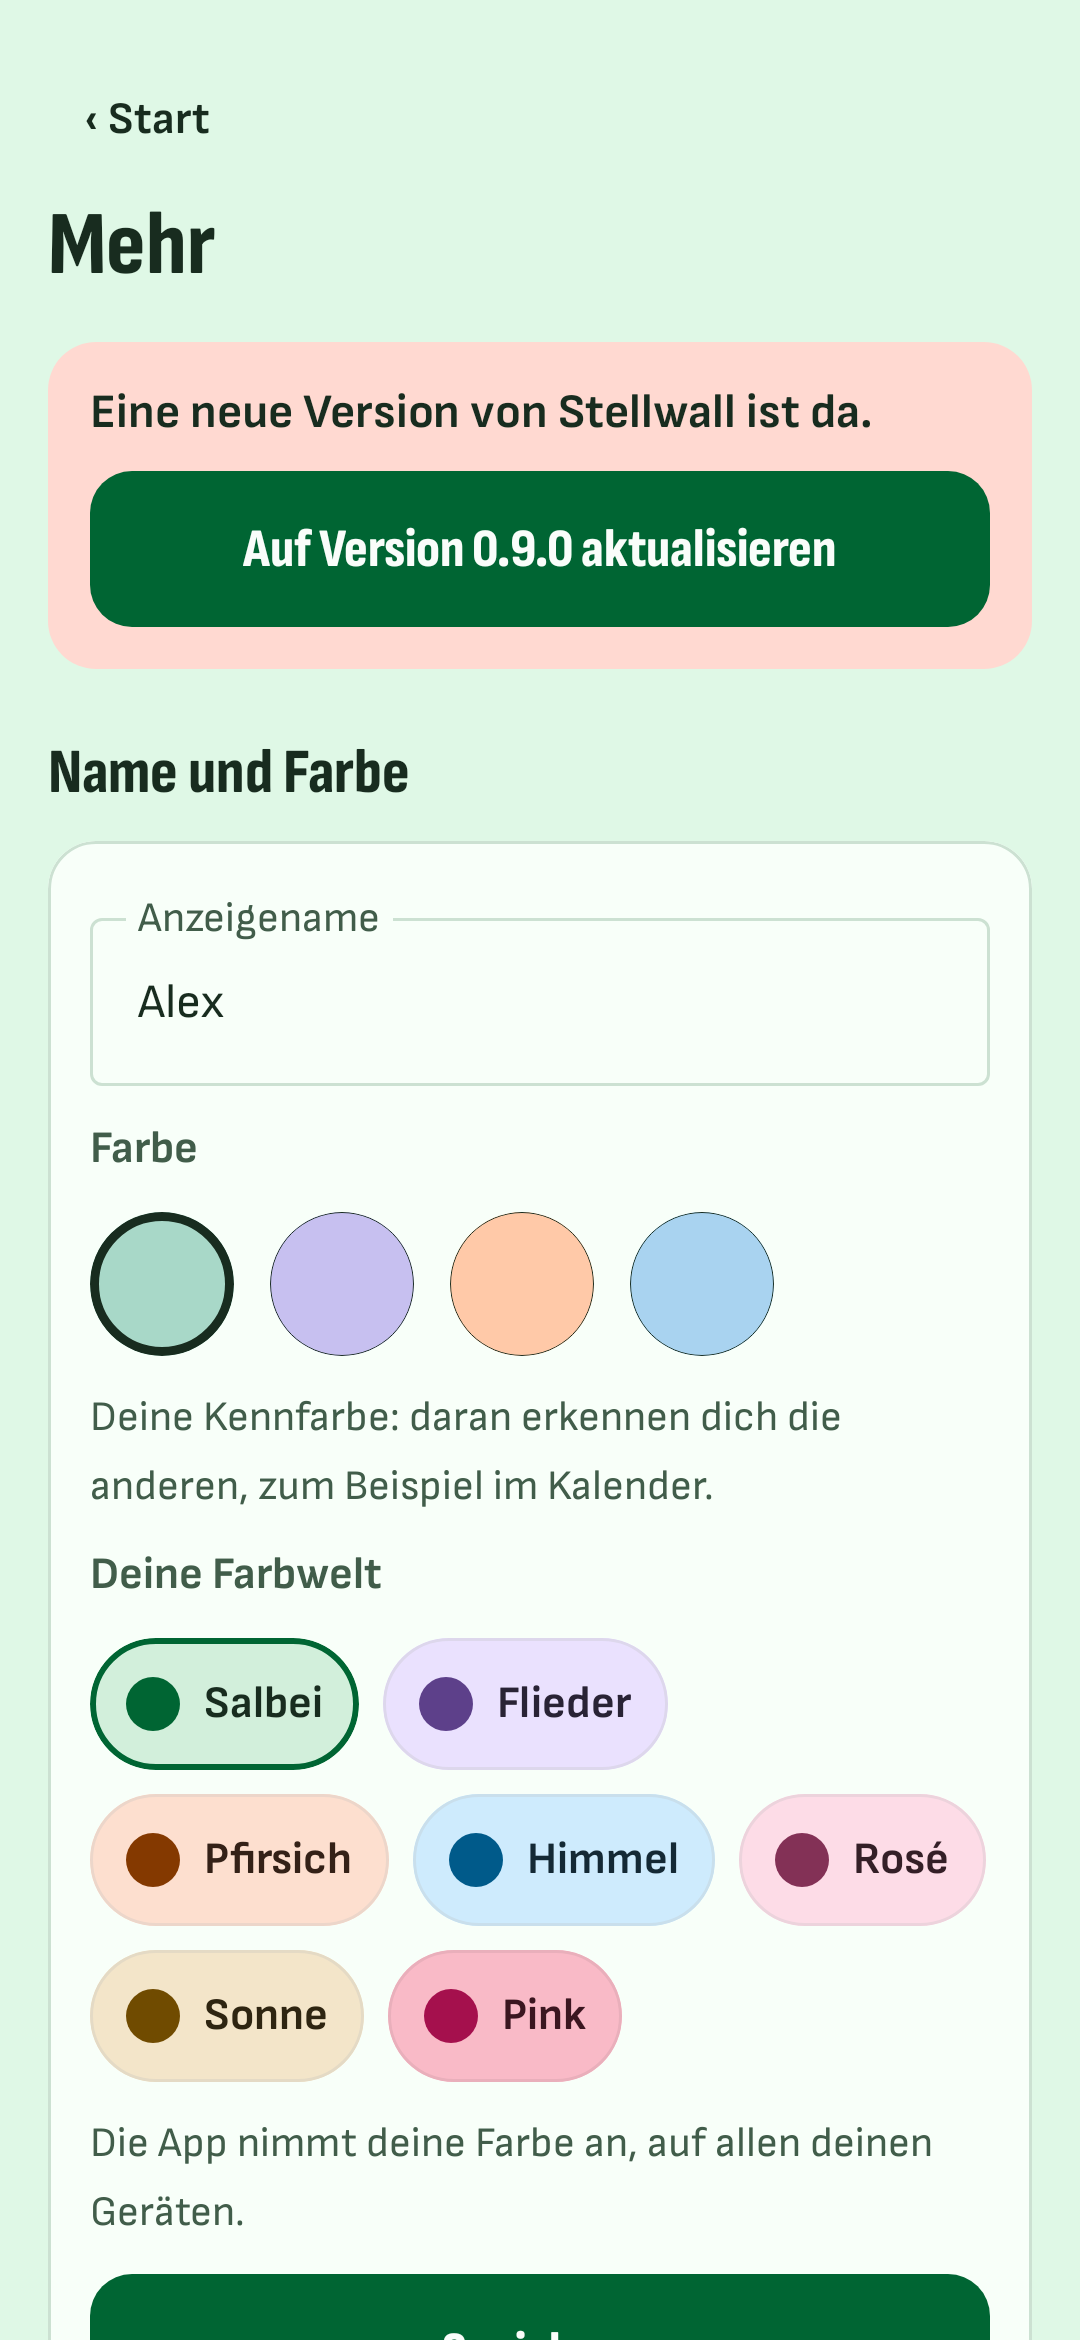 ‹ Start
Mehr
Eine neue Version von Stellwall ist da.
Auf Version 0.9.0 aktualisieren
Name und Farbe
Anzeigename
Alex
Farbe
Deine Kennfarbe: daran erkennen dich die
anderen, zum Beispiel im Kalender.
Deine Farbwelt
Salbei Flieder
Pfirsich Himmel Rosé
Sonne Pink
Die App nimmt deine Farbe an, auf allen deinen
Geräten.